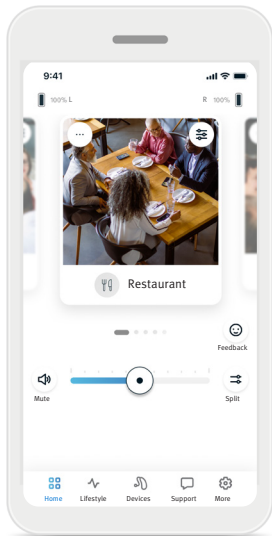 9:41
100% L
R 100%
...
Restaurant
Feedback
Mute
Split
Home Lifestyle Devices Support More